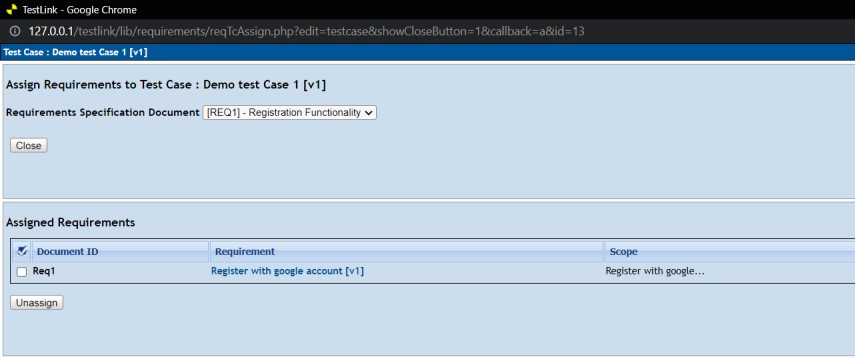 TestLink - Google Chrome
127.0.0.1/testlink/lib/requirements/reqTcAssign.php?edit=testcase&showCloseButton=1&callback=a&id=13
Test Case : Demo test Case 1 [v1]
Assign Requirements to Test Case : Demo test Case 1 [v1]
Requirements Specification Document [REQ1] - Registration Functionality
Close
Assigned Requirements
Document ID Requirement Scope
Req1 Register with google account [v1] Register with google...
Unassign